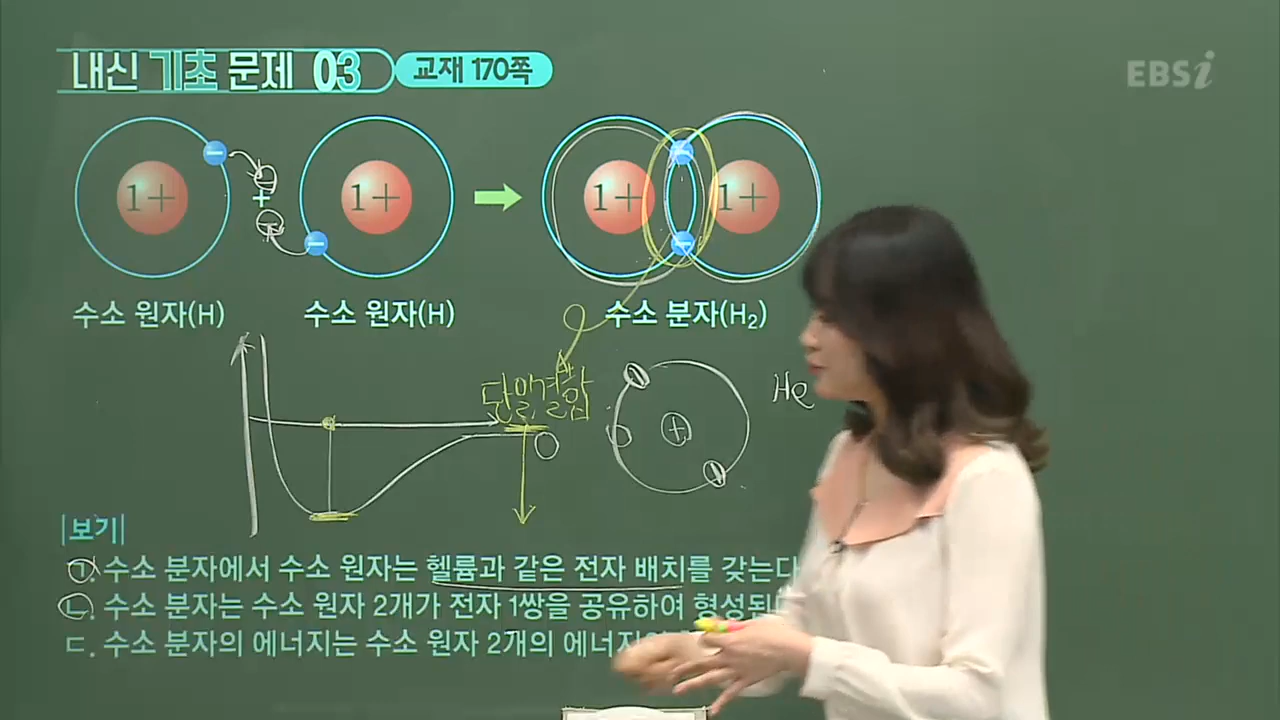 내신 기초 문제 03 교재 170쪽
EBSi
1+ 1+ 1+ 1+
+
수소 원자(H) 수소 원자(H) 수소 분자(H₂)
단일결합
He
+
0
|보기|
ㄱ. 수소 분자에서 수소 원자는 헬륨과 같은 전자 배치를 갖는다
ㄴ. 수소 분자는 수소 원자 2개가 전자 1쌍을 공유하여 형성된
ㄷ. 수소 분자의 에너지는 수소 원자 2개의